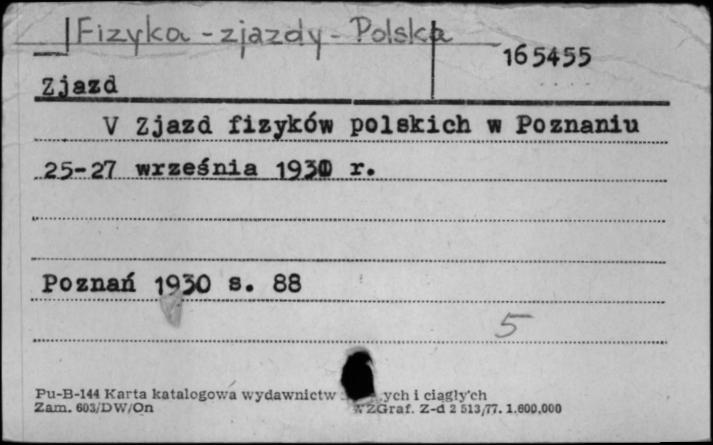 Fizyka - zjazdy - Polska
165455
Zjazd
V Zjazd fizyków polskich w Poznaniu
25-27 września 1930 r.
Poznań 1930 s. 88
5
Pu-B-144 Karta katalogowa wydawnictw ych i ciągłych
Zam. 603/DW/On WZGraf. Z-d 2 513/77. 1.600,000